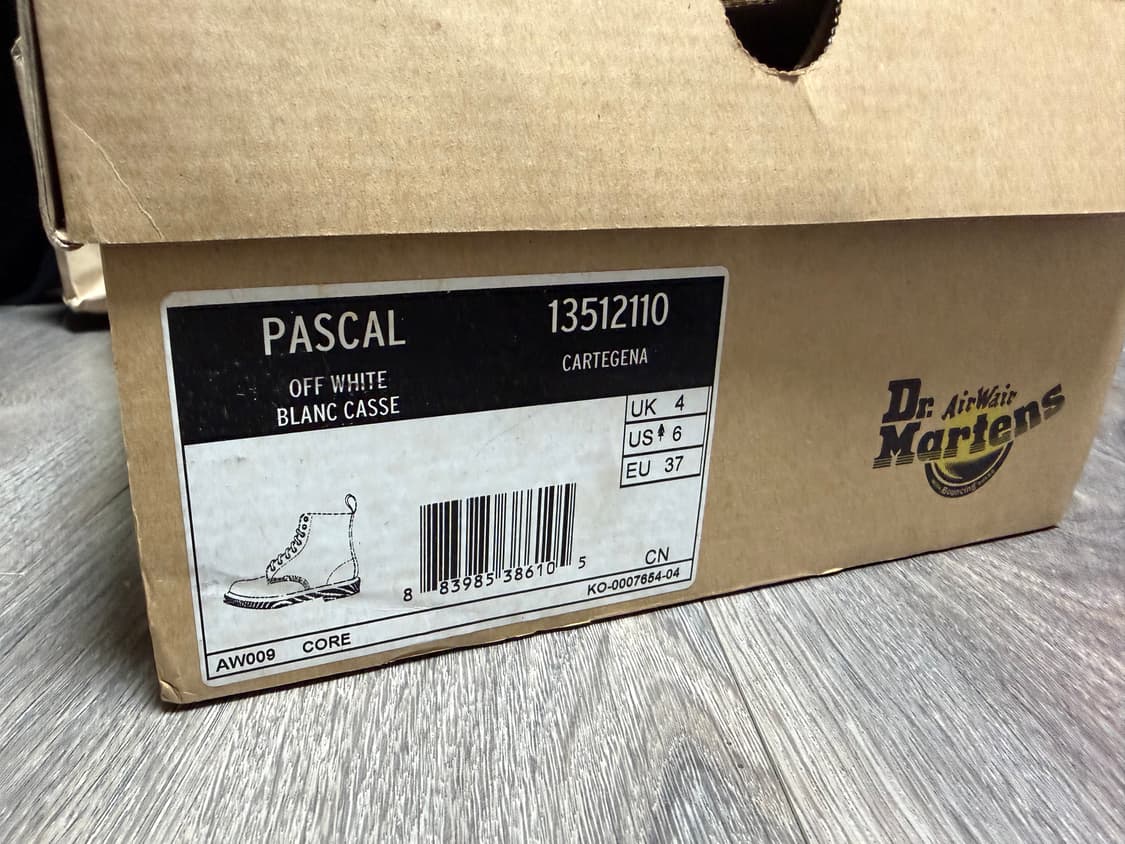 PASCAL
13512110
OFF WHITE
BLANC CASSE
CARTEGENA
UK 4
US 6
EU 37
8 83985 38610 5
CN
KO-0007654-04
AW009 CORE
Dr. AirWair
Martens
Bouncing